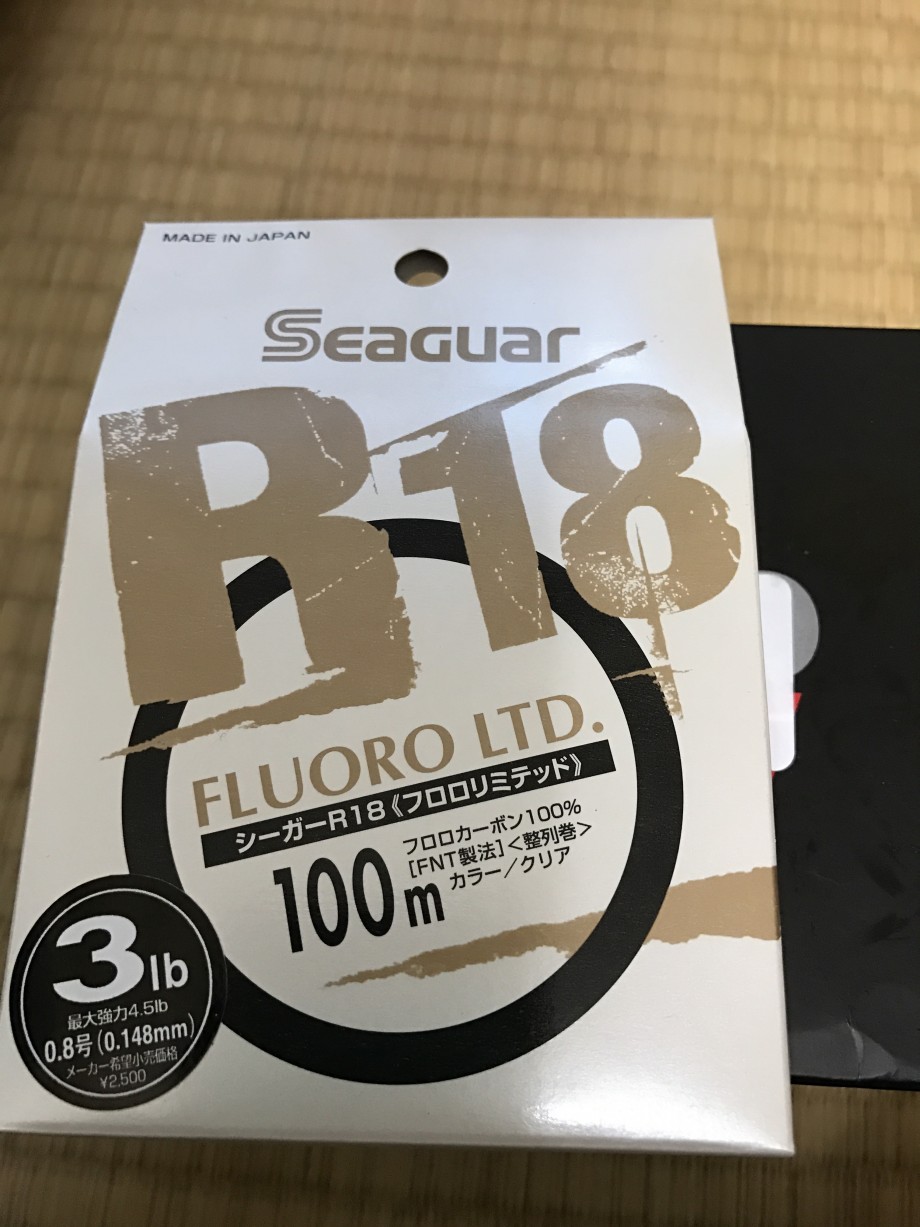 MADE IN JAPAN
Seaguar
R18
FLUORO LTD.
シーガーR18《フロロリミテッド》
100m
フロロカーボン100%
[FNT製法]<整列巻>
カラー/クリア
3lb
最大強力4.5lb
0.8号(0.148mm)
メーカー希望小売価格
¥2,500